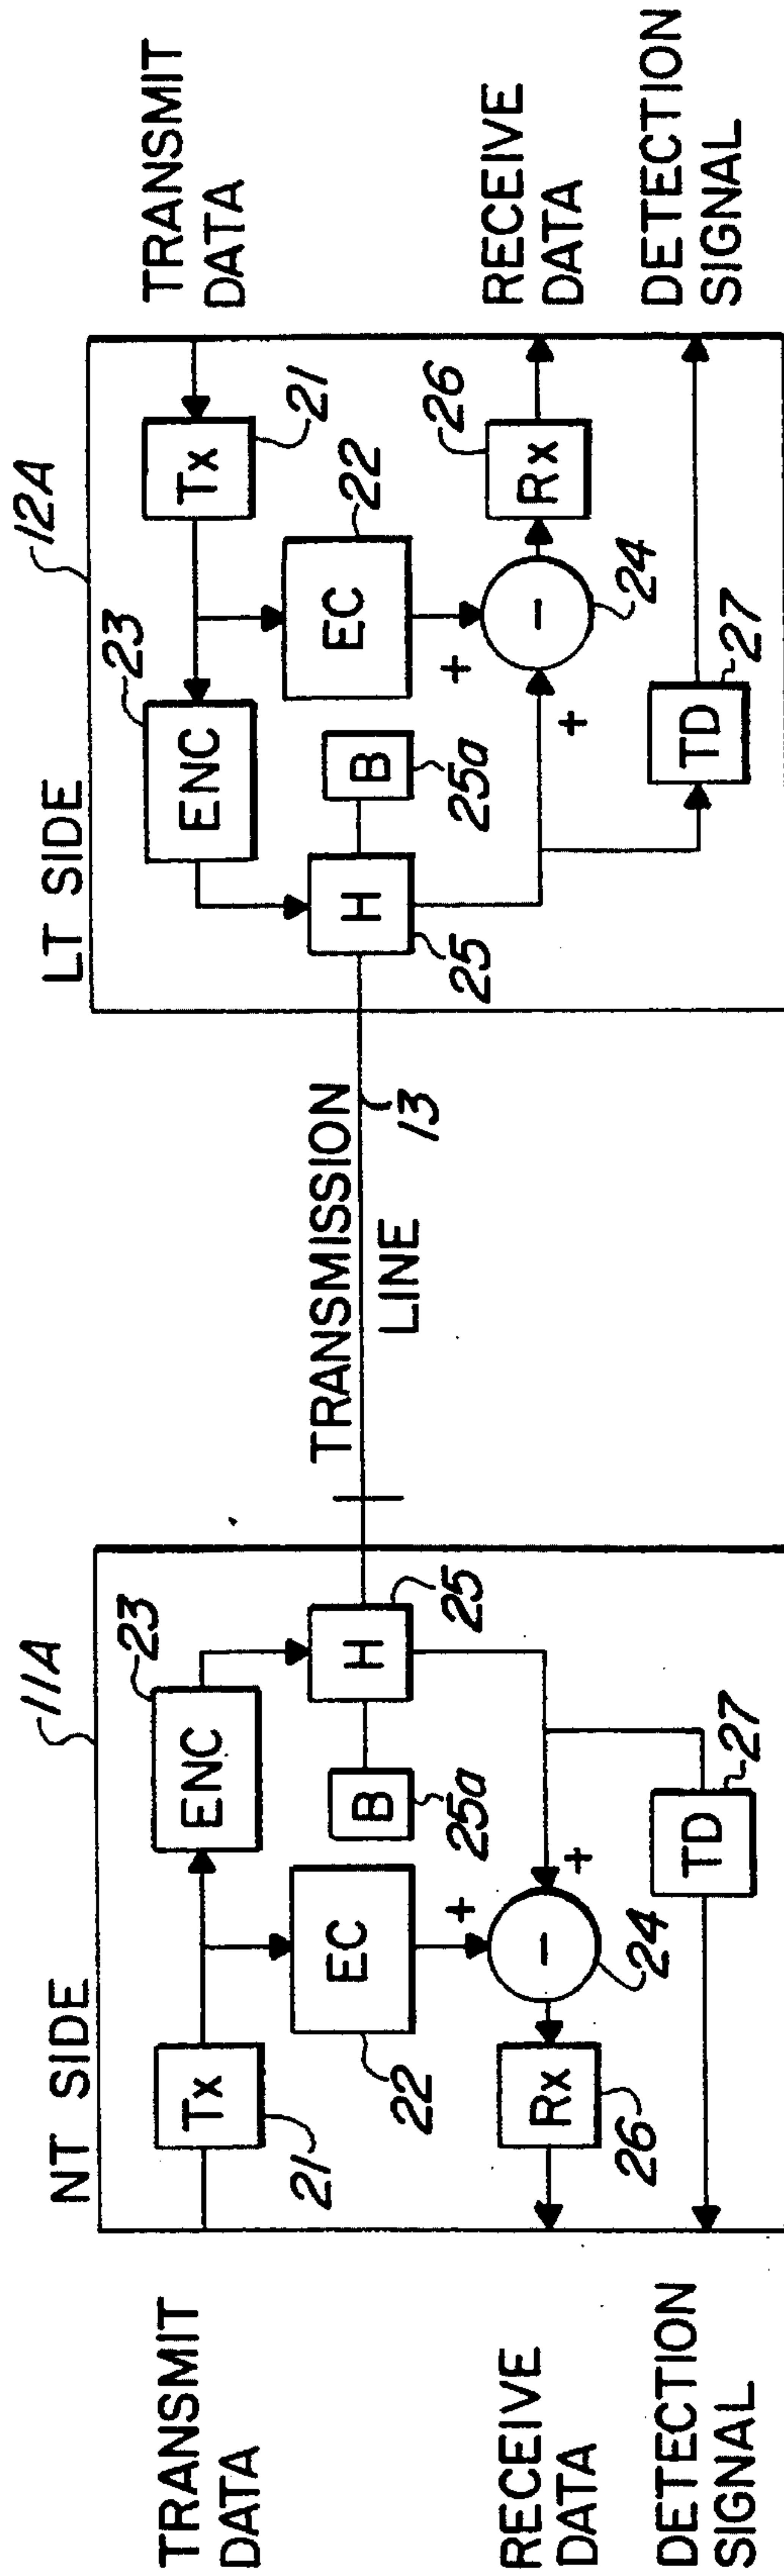 NT SIDE
11A
TRANSMIT
DATA
Tx
21
ENC
23
EC
22
H
25
B
25a
+
+
-
24
Rx
26
RECEIVE
DATA
TD
27
DETECTION
SIGNAL
TRANSMISSION
LINE
13
LT SIDE
12A
ENC
23
Tx
21
TRANSMIT
DATA
EC
22
B
25a
H
25
+
+
-
24
Rx
26
RECEIVE
DATA
TD
27
DETECTION
SIGNAL